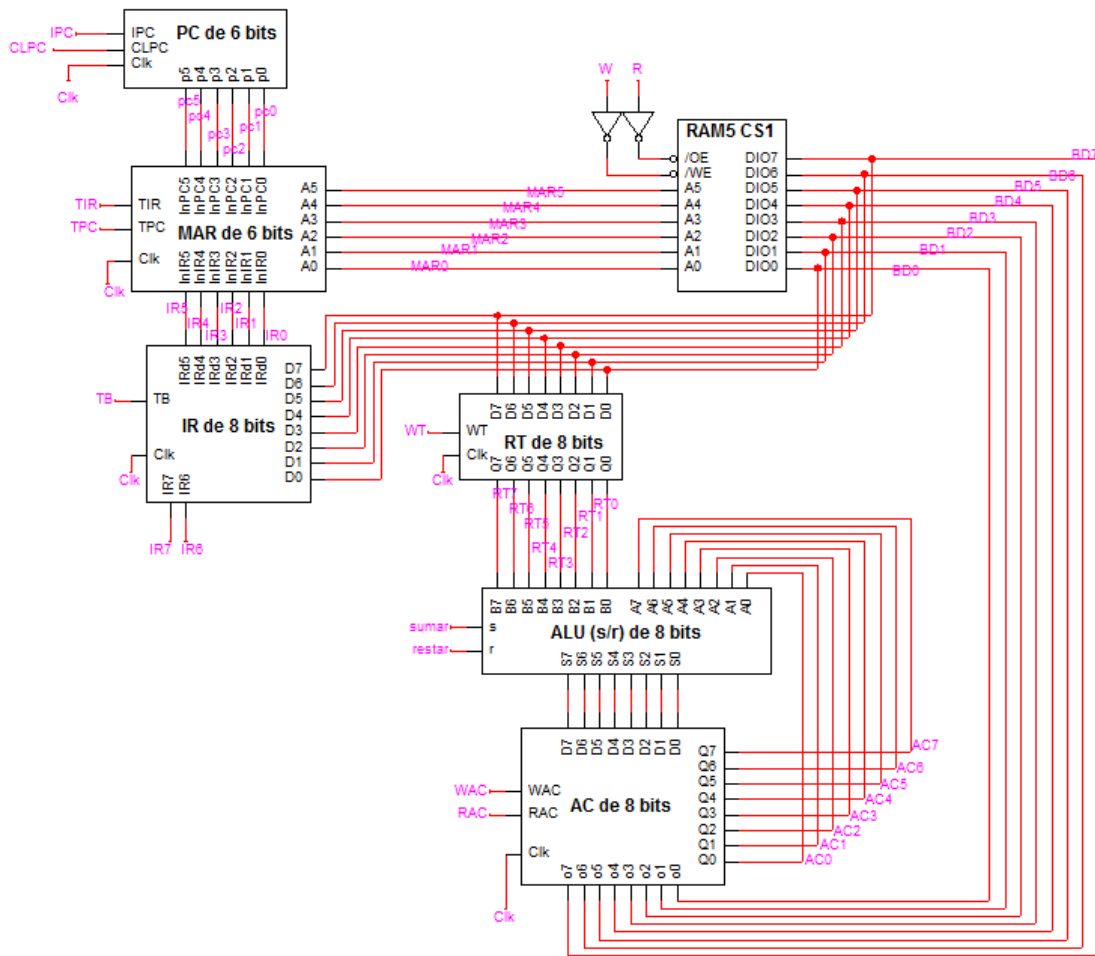 PC de 6 bits
IPC
CLPC
Clk
IPC
CLPC
Clk
p5 p4 p3 p2 p1 p0
pc5 pc4 pc3 pc2 pc1 pc0
W R
RAM5 CS1
/OE
/WE
A5
A4
A3
A2
A1
A0
DIO7
DIO6
DIO5
DIO4
DIO3
DIO2
DIO1
DIO0
BD7
BD6
BD5
BD4
BD3
BD2
BD1
BD0
InPC5 InPC4 InPC3 InPC2 InPC1 InPC0
TIR
TPC
Clk
TIR
TPC
Clk
MAR de 6 bits
A5
A4
A3
A2
A1
A0
MAR5
MAR4
MAR3
MAR2
MAR1
MAR0
InIR5 InIR4 InIR3 InIR2 InIR1 InIR0
IR5 IR4 IR3 IR2 IR1 IR0
IRd5 IRd4 IRd3 IRd2 IRd1 IRd0
TB
Clk
TB
Clk
IR de 8 bits
D7
D6
D5
D4
D3
D2
D1
D0
IR7 IR6
IR7 IR6
D7 D6 D5 D4 D3 D2 D1 D0
WT
Clk
WT
Clk
RT de 8 bits
Q7 Q6 Q5 Q4 Q3 Q2 Q1 Q0
RT7 RT6 RT5 RT4 RT3 RT2 RT1 RT0
B7 B6 B5 B4 B3 B2 B1 B0
A7 A6 A5 A4 A3 A2 A1 A0
sumar
restar
s
r
ALU (s/r) de 8 bits
S7 S6 S5 S4 S3 S2 S1 S0
D7 D6 D5 D4 D3 D2 D1 D0
WAC
RAC
Clk
WAC
RAC
Clk
AC de 8 bits
Q7
Q6
Q5
Q4
Q3
Q2
Q1
Q0
AC7
AC6
AC5
AC4
AC3
AC2
AC1
AC0
o7 o6 o5 o4 o3 o2 o1 o0